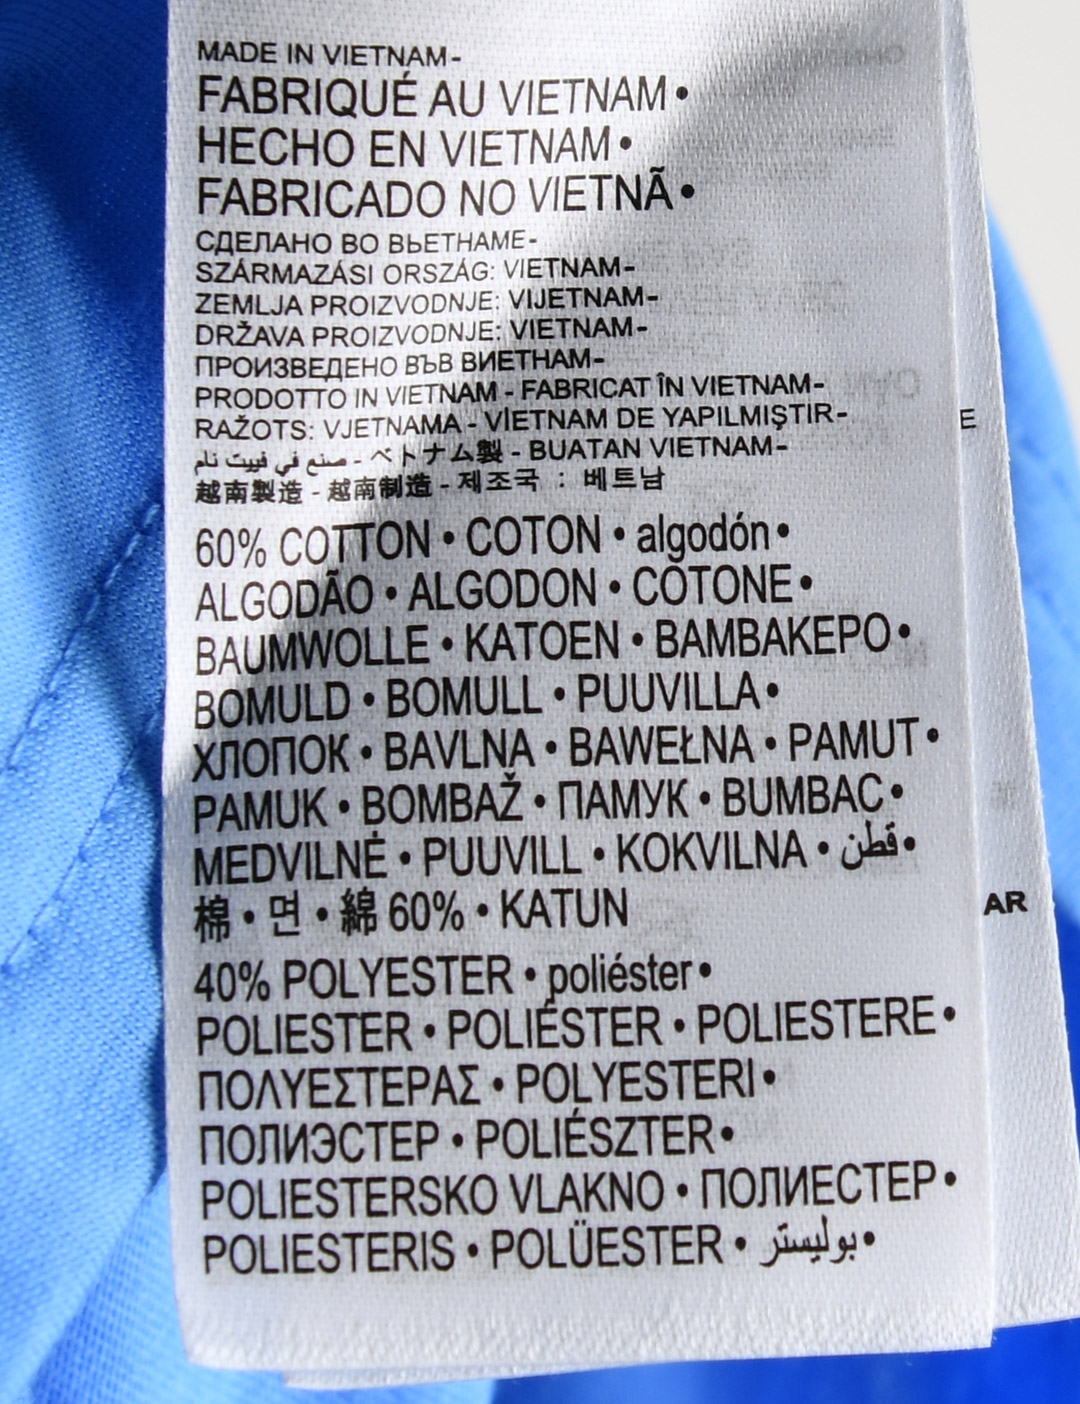 MADE IN VIETNAM-
FABRIQUÉ AU VIETNAM •
HECHO EN VIETNAM •
FABRICADO NO VIETNÃ •
СДЕЛАНО ВО ВЬЕТНАМЕ-
SZÁRMAZÁSI ORSZÁG: VIETNAM-
ZEMLJA PROIZVODNJE: VIJETNAM-
DRŽAVA PROIZVODNJE: VIETNAM-
ПРОИЗВЕДЕНО ВЪВ ВИЕТНАМ-
PRODOTTO IN VIETNAM - FABRICAT ÎN VIETNAM-
RAŽOTS: VJETNAMA - VİETNAM DE YAPILMIŞTIR-
صنع في فييت نام - ベトナム製 - BUATAN VIETNAM-
越南製造 - 越南制造 - 제조국 : 베트남
60% COTTON • COTON • algodón •
ALGODÃO • ALGODON • COTONE •
BAUMWOLLE • KATOEN • ΒΑΜΒΑΚΕΡΟ •
BOMULD • BOMULL • PUUVILLA •
ХЛОПОК • BAVLNA • BAWEŁNA • PAMUT •
PAMUK • BOMBAŽ • ПАМУК • BUMBAC •
MEDVILNĖ • PUUVILL • KOKVILNA • قطن •
棉 • 면 • 綿 60% • KATUN
40% POLYESTER • poliéster •
POLIESTER • POLIÉSTER • POLIESTERE •
ΠΟΛΥΕΣΤΕΡΑΣ • POLYESTERI •
ПОЛИЭСТЕР • POLIÉSZTER •
POLIESTERSKO VLAKNO • ПОЛИЕСТЕР •
POLIESTERIS • POLÜESTER • بوليستر •
E
AR